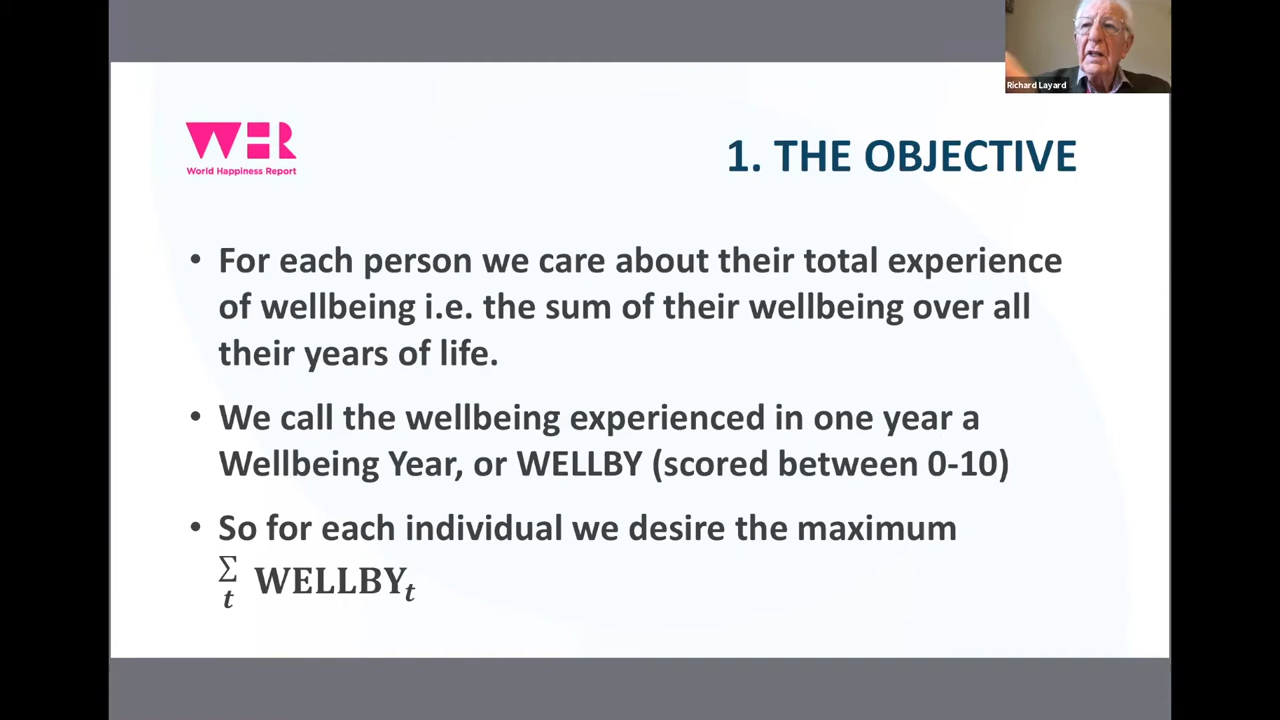 Richard Layard
WHR
World Happiness Report
1. THE OBJECTIVE
• For each person we care about their total experience
of wellbeing i.e. the sum of their wellbeing over all
their years of life.
• We call the wellbeing experienced in one year a
Wellbeing Year, or WELLBY (scored between 0-10)
• So for each individual we desire the maximum
∑ WELLBYₜ
t